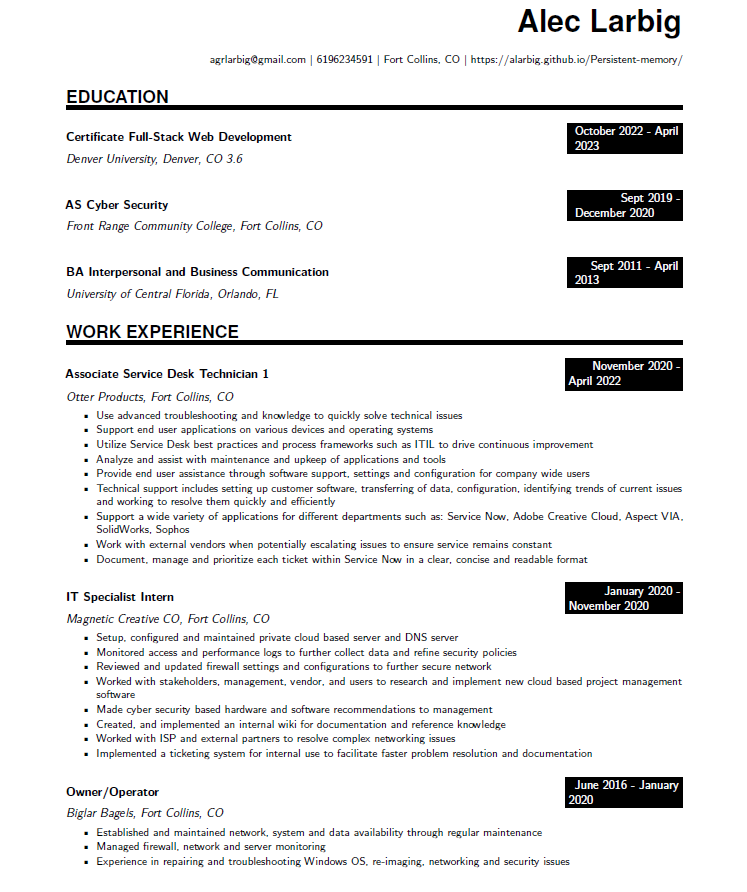 Alec Larbig
agrlarbig@gmail.com | 6196234591 | Fort Collins, CO | https://alarbig.github.io/Persistent-memory/
EDUCATION
Certificate Full-Stack Web Development
October 2022 - April
2023
Denver University, Denver, CO 3.6
AS Cyber Security
Sept 2019 -
December 2020
Front Range Community College, Fort Collins, CO
BA Interpersonal and Business Communication
Sept 2011 - April
2013
University of Central Florida, Orlando, FL
WORK EXPERIENCE
Associate Service Desk Technician 1
November 2020 -
April 2022
Otter Products, Fort Collins, CO
▪ Use advanced troubleshooting and knowledge to quickly solve technical issues
▪ Support end user applications on various devices and operating systems
▪ Utilize Service Desk best practices and process frameworks such as ITIL to drive continuous improvement
▪ Analyze and assist with maintenance and upkeep of applications and tools
▪ Provide end user assistance through software support, settings and configuration for company wide users
▪ Technical support includes setting up customer software, transferring of data, configuration, identifying trends of current issues
and working to resolve them quickly and efficiently
▪ Support a wide variety of applications for different departments such as: Service Now, Adobe Creative Cloud, Aspect VIA,
SolidWorks, Sophos
▪ Work with external vendors when potentially escalating issues to ensure service remains constant
▪ Document, manage and prioritize each ticket within Service Now in a clear, concise and readable format
IT Specialist Intern
January 2020 -
November 2020
Magnetic Creative CO, Fort Collins, CO
▪ Setup, configured and maintained private cloud based server and DNS server
▪ Monitored access and performance logs to further collect data and refine security policies
▪ Reviewed and updated firewall settings and configurations to further secure network
▪ Worked with stakeholders, management, vendor, and users to research and implement new cloud based project management
software
▪ Made cyber security based hardware and software recommendations to management
▪ Created, and implemented an internal wiki for documentation and reference knowledge
▪ Worked with ISP and external partners to resolve complex networking issues
▪ Implemented a ticketing system for internal use to facilitate faster problem resolution and documentation
Owner/Operator
June 2016 - January
2020
Biglar Bagels, Fort Collins, CO
▪ Established and maintained network, system and data availability through regular maintenance
▪ Managed firewall, network and server monitoring
▪ Experience in repairing and troubleshooting Windows OS, re-imaging, networking and security issues